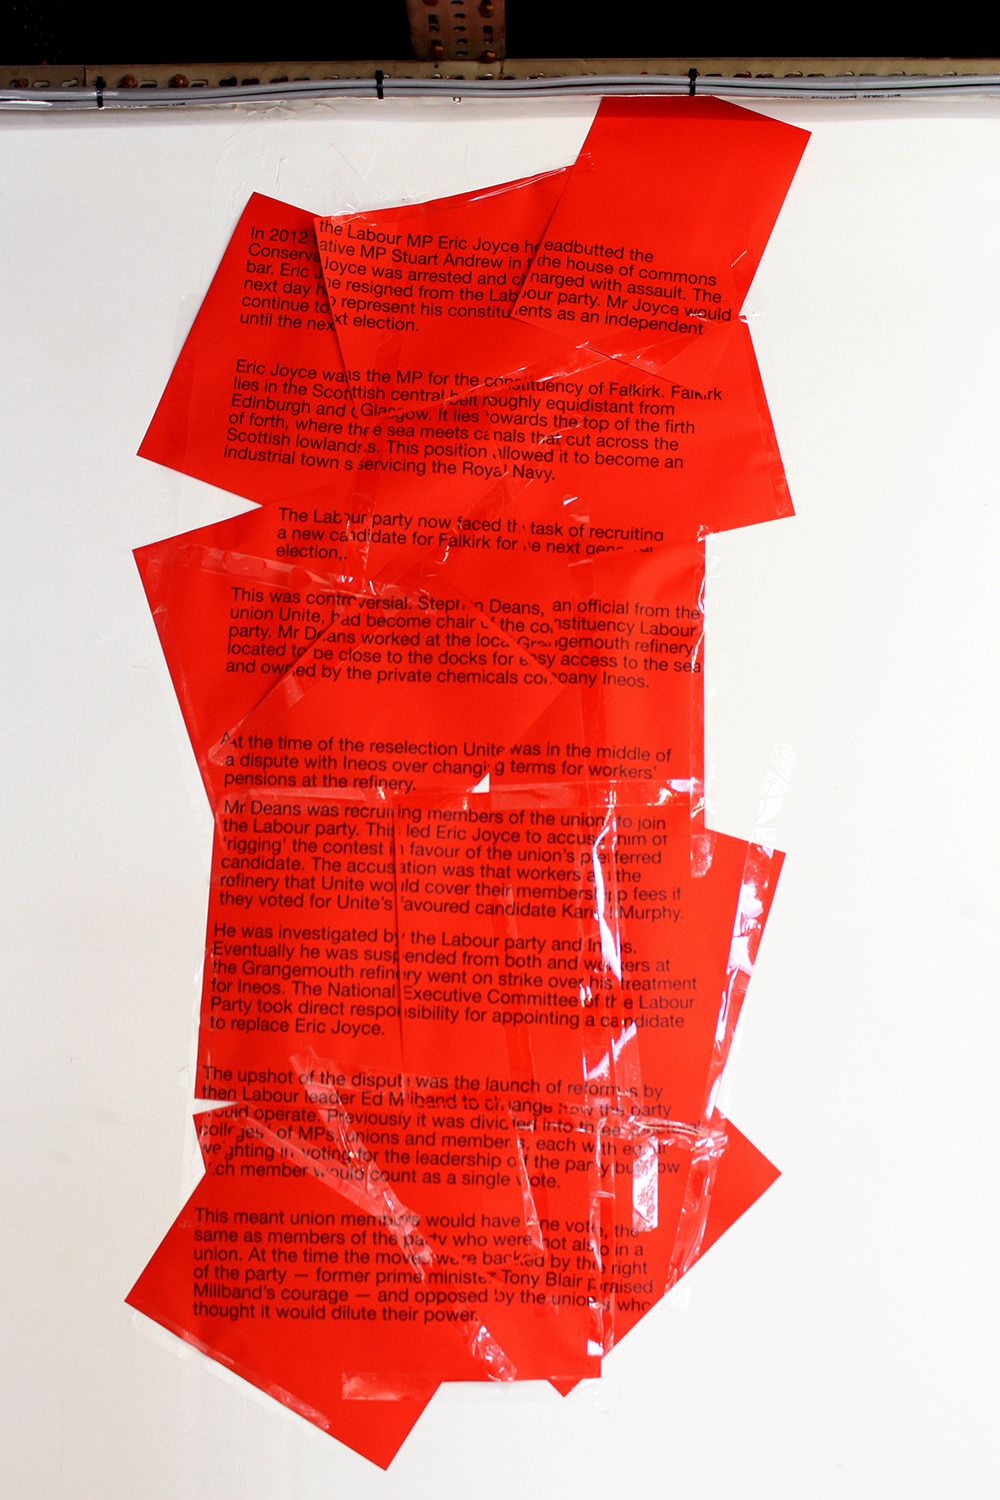 In 2012 the Labour MP Eric Joyce headbutted the
Conservative MP Stuart Andrew in the house of commons
bar. Eric Joyce was arrested and charged with assault. The
next day he resigned from the Labour party. Mr Joyce would
continue to represent his constituents as an independent
until the next election.
Eric Joyce was the MP for the constituency of Falkirk. Falkirk
lies in the Scottish central belt roughly equidistant from
Edinburgh and Glasgow. It lies towards the top of the firth
of forth, where the sea meets canals that cut across the
Scottish lowlands. This position allowed it to become an
industrial town servicing the Royal Navy.
The Labour party now faced the task of recruiting
a new candidate for Falkirk for the next general
election,.
This was controversial. Stephen Deans, an official from the
union Unite, had become chair of the constituency Labour
party. Mr Deans worked at the local Grangemouth refinery,
located to be close to the docks for easy access to the sea
and owned by the private chemicals company Ineos.
At the time of the reselection Unite was in the middle of
a dispute with Ineos over changing terms for workers'
pensions at the refinery.
Mr Deans was recruiting members of the union to join
the Labour party. This led Eric Joyce to accuse him of
'rigging' the contest in favour of the union's preferred
candidate. The accusation was that workers at the
refinery that Unite would cover their membership fees if
they voted for Unite's favoured candidate Karie Murphy.
He was investigated by the Labour party and Ineos.
Eventually he was suspended from both and workers at
the Grangemouth refinery went on strike over his treatment
for Ineos. The National Executive Committee of the Labour
Party took direct responsibility for appointing a candidate
to replace Eric Joyce.
The upshot of the dispute was the launch of reforms by
then Labour leader Ed Miliband to change how the party
would operate. Previously it was divided into three
colleges of MPs, unions and members, each with equal
weighting in voting for the leadership of the party but now
each member would count as a single vote.
This meant union members would have one vote, the
same as members of the party who were not also in a
union. At the time the moves were backed by the right
of the party — former prime minister Tony Blair praised
Miliband's courage — and opposed by the unions who
thought it would dilute their power.